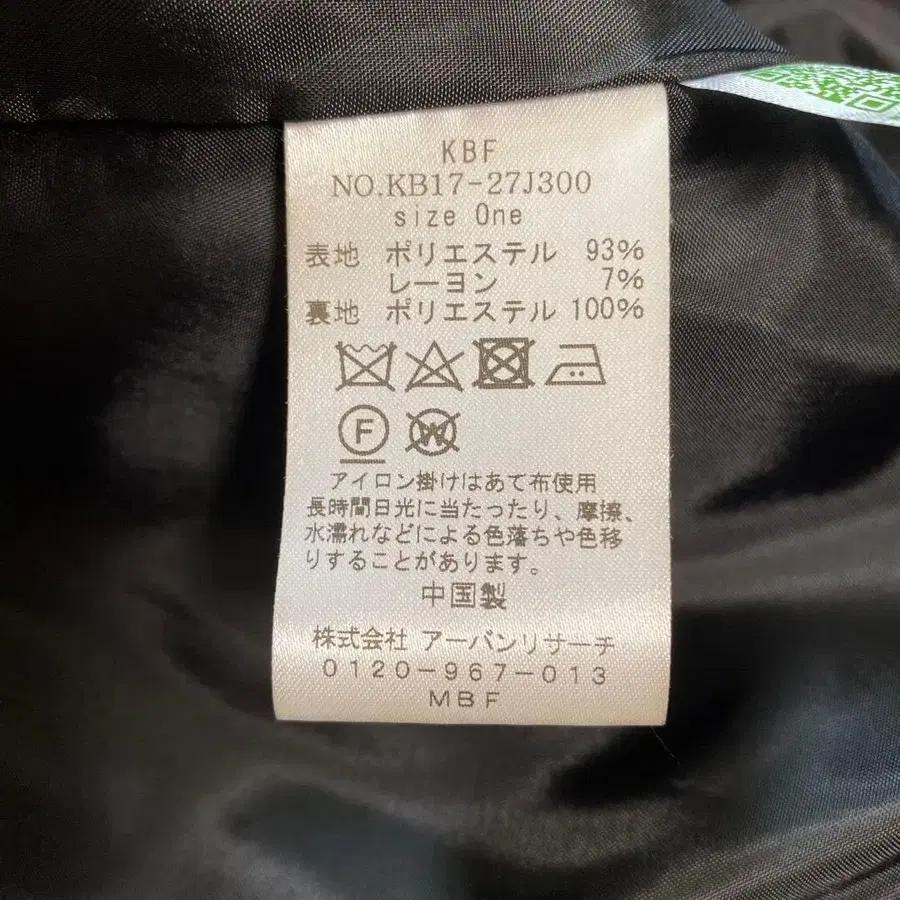 KBF
NO.KB17-27J300
size One
表地 ポリエステル 93%
レーヨン 7%
裏地 ポリエステル 100%
F
W
アイロン掛けはあて布使用
長時間日光に当たったり、摩擦、
水濡れなどによる色落ちや色移
りすることがあります。
中国製
株式会社 アーバンリサーチ
0120-967-013
MBF